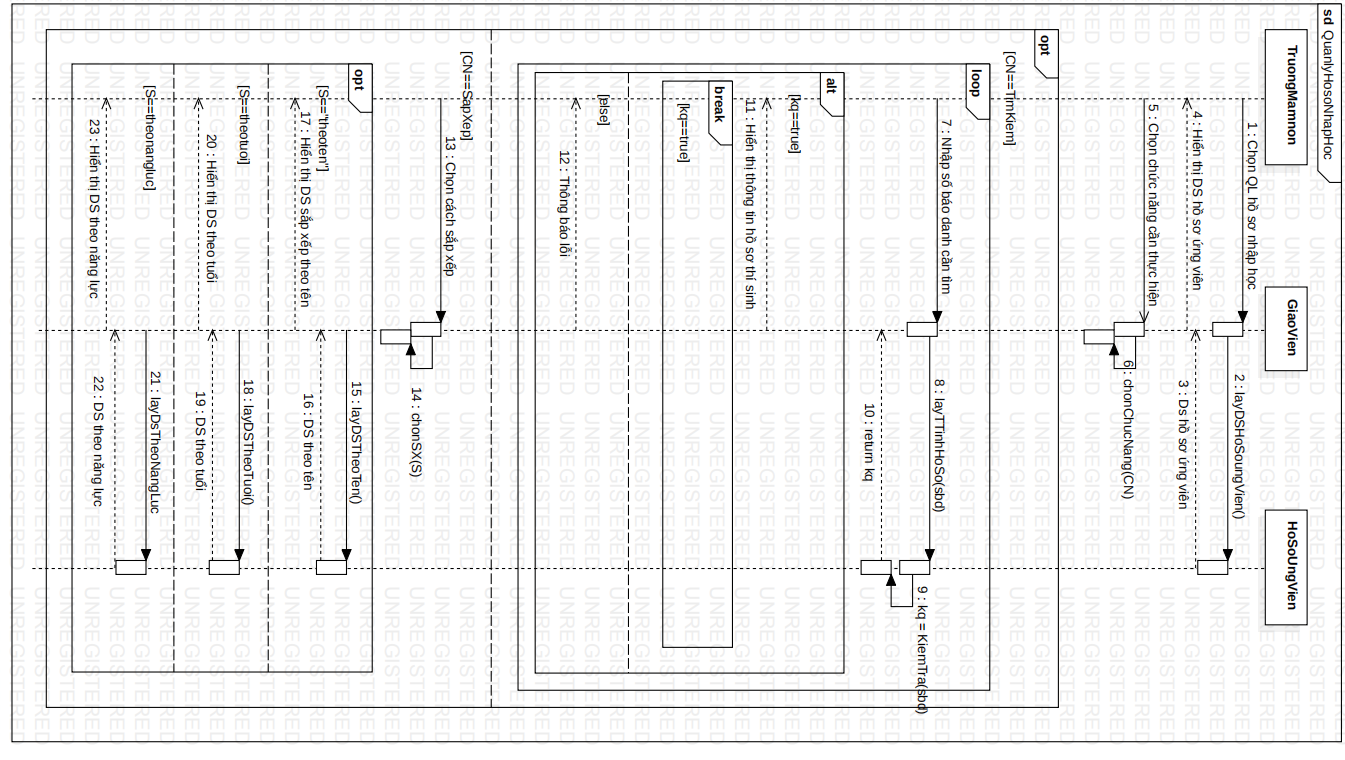 sd QuanlyHosoNhapHoc
TruongMamnon
GiaoVien
HoSoUngVien
1 : Chọn QL hồ sơ nhập học
2 : layDSHoSoungVien()
3 : Ds hồ sơ ứng viên
4 : Hiển thị DS hồ sơ ứng viên
5 : Chọn chức năng cần thực hiện
6 : chonChucNang(CN)
opt
[CN==TimKiem]
loop
7 : Nhập số báo danh cần tìm
8 : layTTinhHoSo(sbd)
9 : kq = KiemTra(sbd)
10 : return kq
alt
[kq==true]
11 : Hiển thị thông tin hồ sơ thí sinh
break
[kq==true]
[else]
12 : Thông báo lỗi
[CN==SapXep]
13 : Chọn cách sắp xếp
14 : chonSX(S)
opt
[S=="theoten"]
15 : layDSTheoTen()
16 : DS theo tên
17 : Hiển thị DS sắp xếp theo tên
[S==theotuoi]
18 : layDSTheoTuoi()
19 : DS theo tuổi
20 : Hiển thị DS theo tuổi
[S==theonangluc]
21 : layDsTheoNangLuc
22 : DS theo năng lực
23 : Hiển thị DS theo năng lực
UNREGISTERED